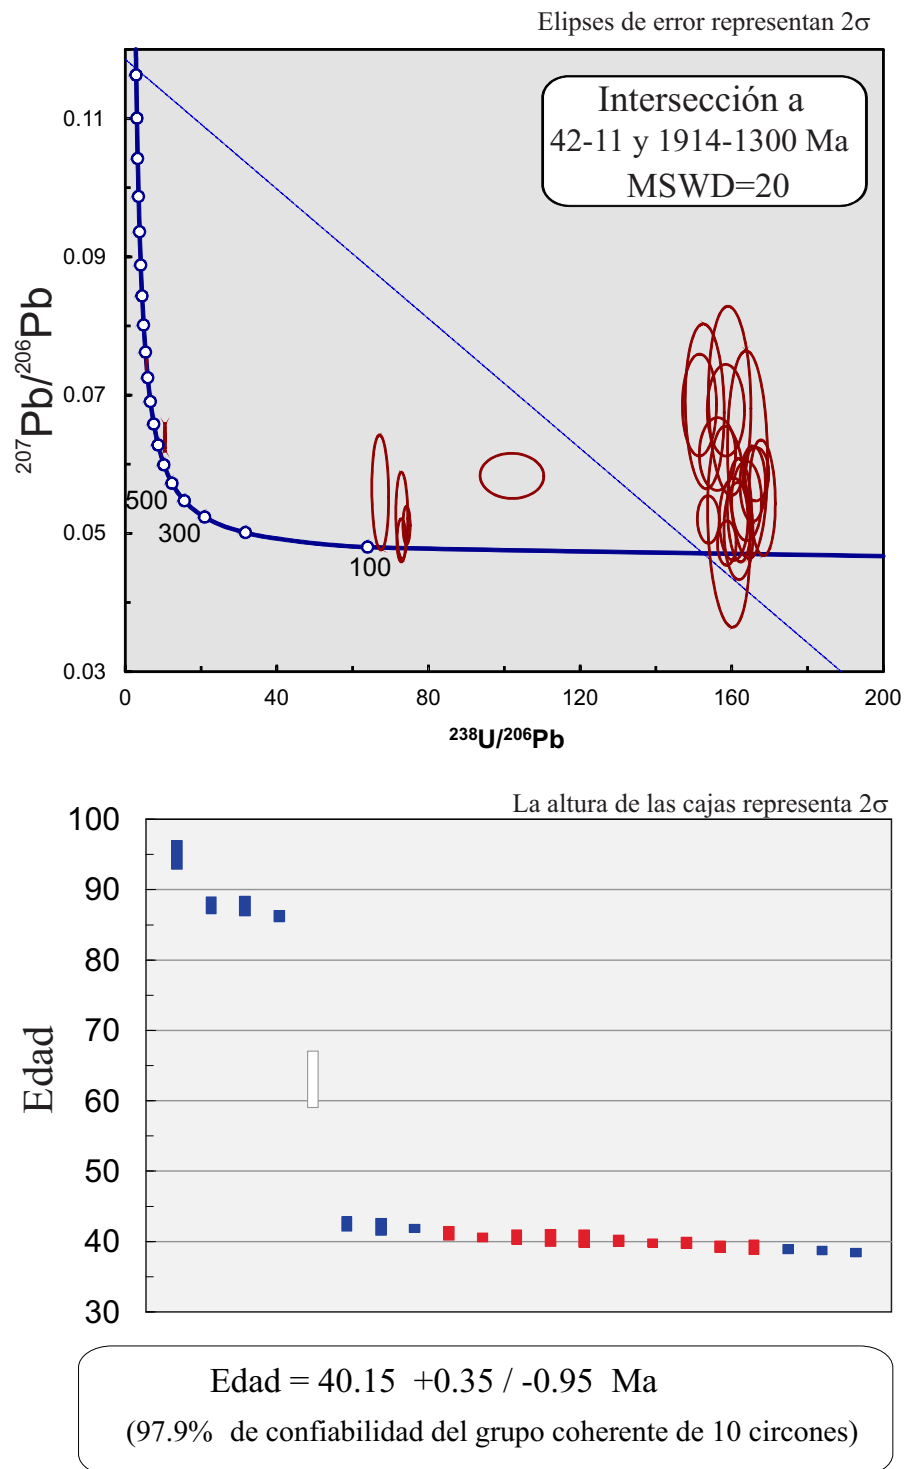 Elipses de error representan 2σ
Intersección a
42-11 y 1914-1300 Ma
MSWD=20
0.11
0.09
0.07
0.05
0.03
²⁰⁷Pb/²⁰⁶Pb
500
300
100
0 40 80 120 160 200
²³⁸U/²⁰⁶Pb
La altura de las cajas representa 2σ
100
90
80
70
60
50
40
30
Edad
Edad = 40.15 +0.35 / -0.95 Ma
(97.9% de confiabilidad del grupo coherente de 10 circones)